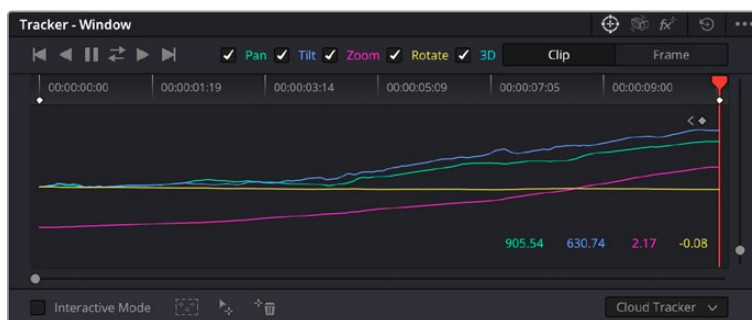 Tracker - Window
Pan Tilt Zoom Rotate 3D Clip Frame
00:00:00:00 00:00:01:19 00:00:03:14 00:00:05:09 00:00:07:05 00:00:09:00
905.54 630.74 2.17 -0.08
Interactive Mode Cloud Tracker